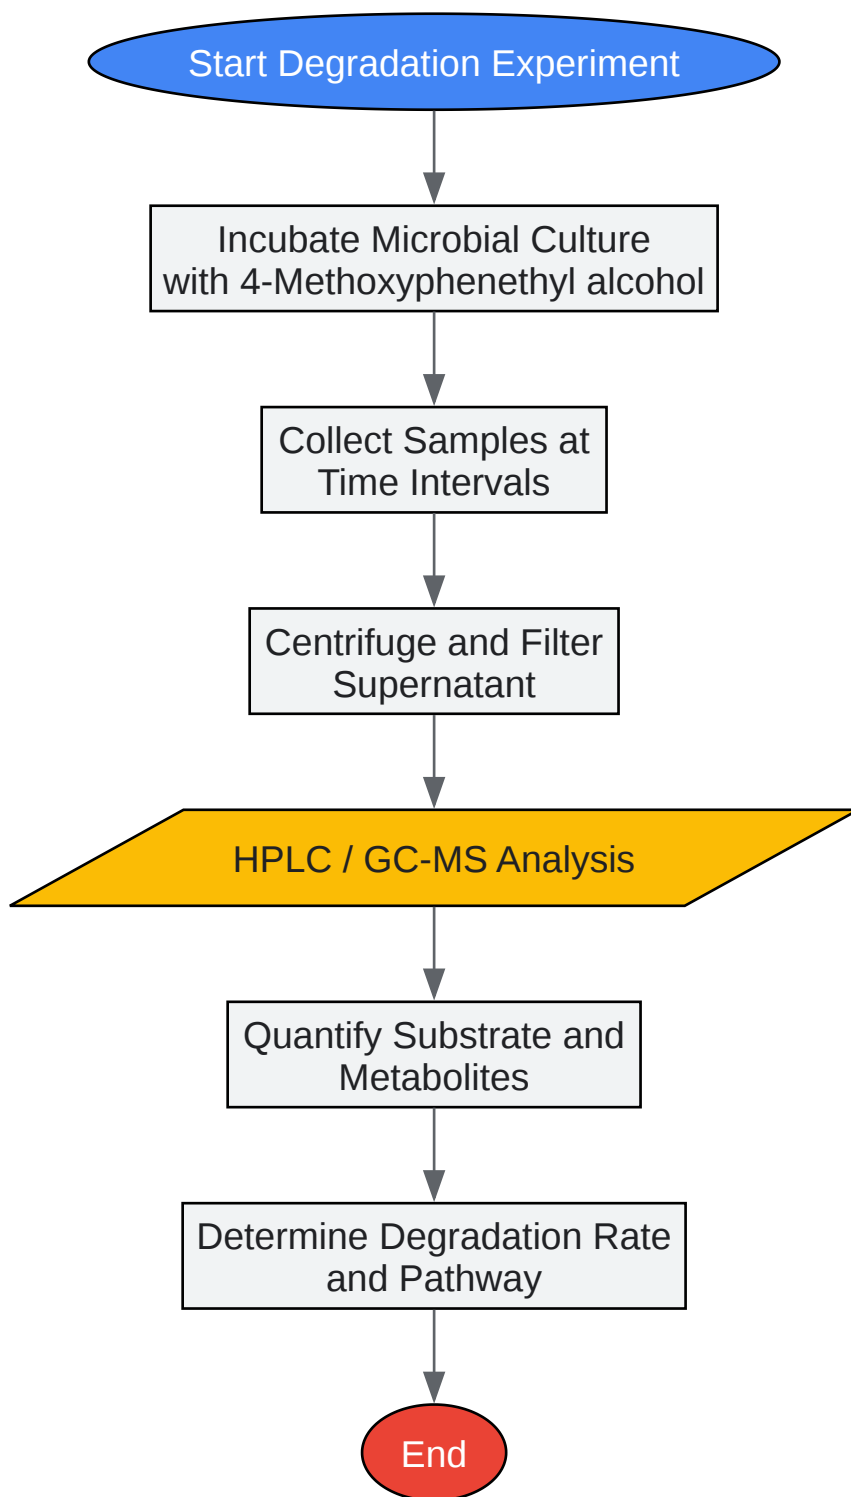 Start Degradation Experiment
Incubate Microbial Culture
with 4-Methoxyphenethyl alcohol
Collect Samples at
Time Intervals
Centrifuge and Filter
Supernatant
HPLC / GC-MS Analysis
Quantify Substrate and
Metabolites
Determine Degradation Rate
and Pathway
End